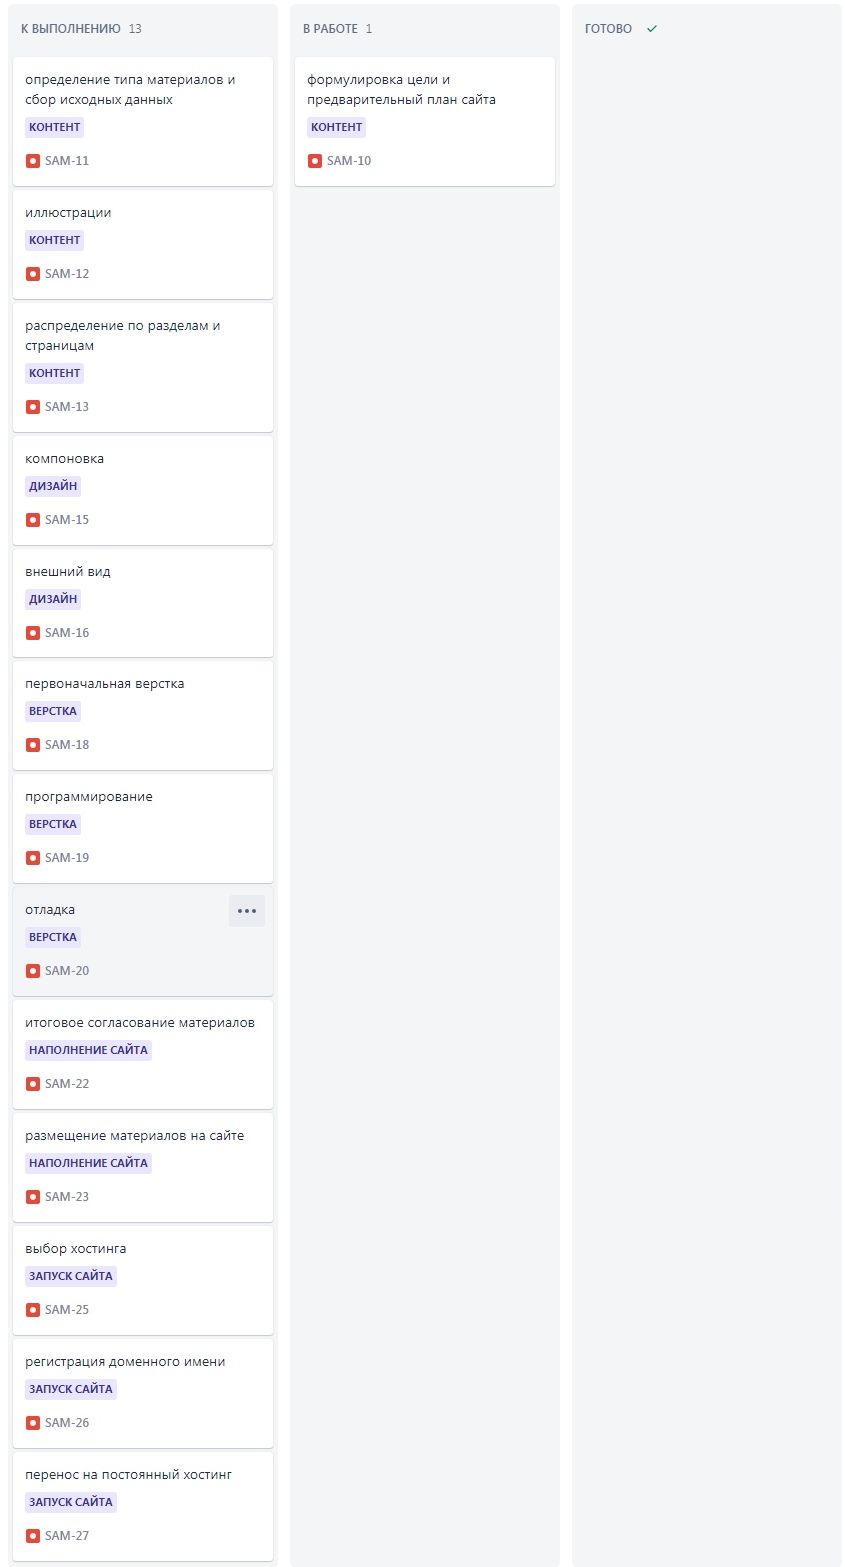 К ВЫПОЛНЕНИЮ 13
определение типа материалов и
сбор исходных данных
КОНТЕНТ
SAM-11
иллюстрации
КОНТЕНТ
SAM-12
распределение по разделам и
страницам
КОНТЕНТ
SAM-13
компоновка
ДИЗАЙН
SAM-15
внешний вид
ДИЗАЙН
SAM-16
первоначальная верстка
ВЕРСТКА
SAM-18
программирование
ВЕРСТКА
SAM-19
отладка
ВЕРСТКА
SAM-20
итоговое согласование материалов
НАПОЛНЕНИЕ САЙТА
SAM-22
размещение материалов на сайте
НАПОЛНЕНИЕ САЙТА
SAM-23
выбор хостинга
ЗАПУСК САЙТА
SAM-25
регистрация доменного имени
ЗАПУСК САЙТА
SAM-26
перенос на постоянный хостинг
ЗАПУСК САЙТА
SAM-27
В РАБОТЕ 1
формулировка цели и
предварительный план сайта
КОНТЕНТ
SAM-10
ГОТОВО